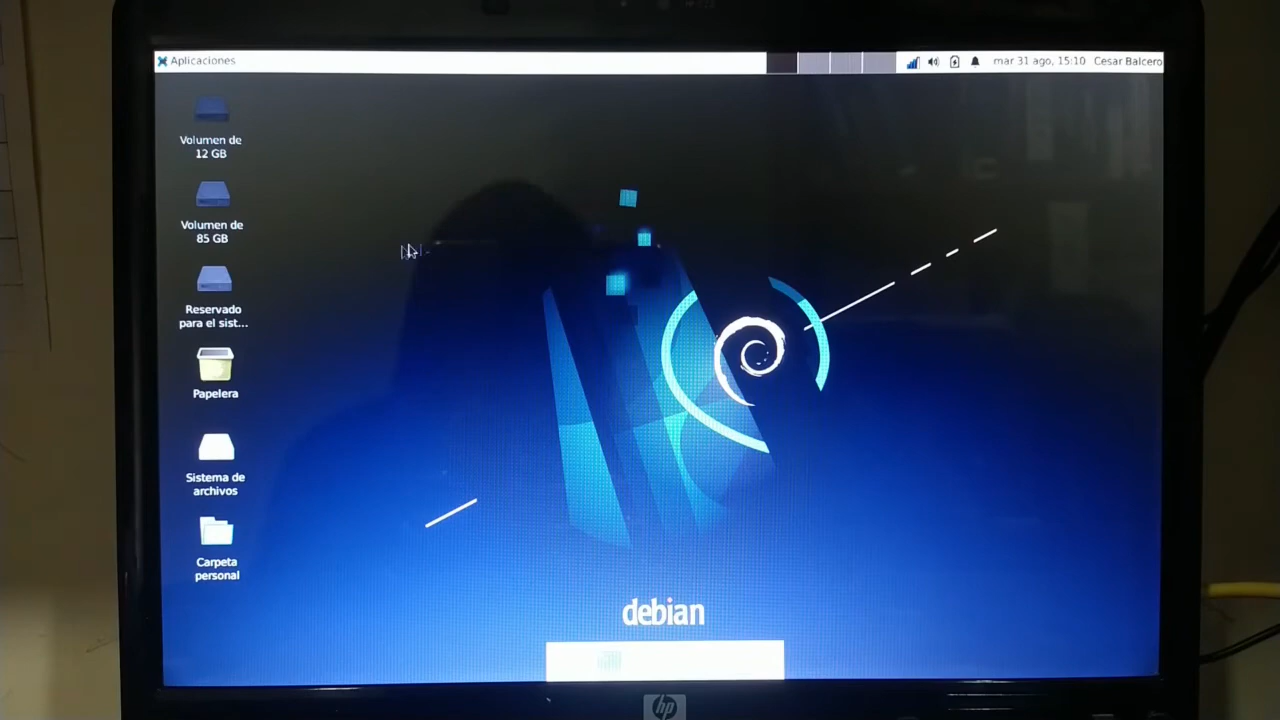 Aplicaciones
mar 31 ago, 15:10 Cesar Balcero
Volumen de
12 GB
Volumen de
85 GB
Reservado
para el sist...
Papelera
Sistema de
archivos
Carpeta
personal
debian
hp